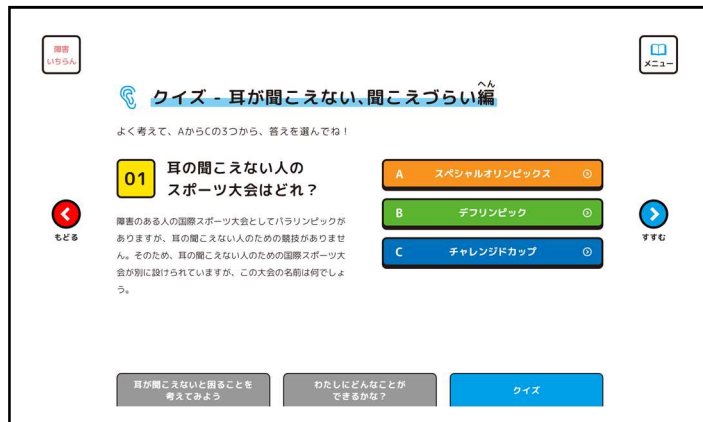 障害
いちらん
メニュー
クイズ - 耳が聞こえない、聞こえづらい編
へん
よく考えて、AからCの3つから、答えを選んでね！
01
耳の聞こえない人の
スポーツ大会はどれ？
障害のある人の国際スポーツ大会としてパラリンピックが
ありますが、耳の聞こえない人のための競技がありませ
ん。そのため、耳の聞こえない人のための国際スポーツ大
会が別に設けられていますが、この大会の名前は何でしょ
う。
A スペシャルオリンピックス
B デフリンピック
C チャレンジドカップ
もどる
すすむ
耳が聞こえないと困ることを
考えてみよう
わたしにどんなことが
できるかな？
クイズ